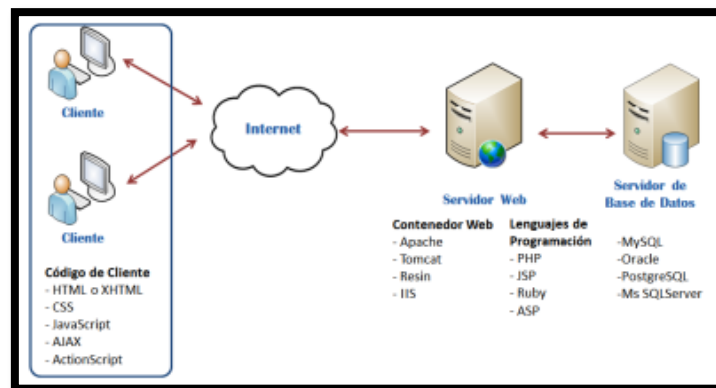 Cliente
Internet
Cliente
Código de Cliente
- HTML o XHTML
- CSS
- JavaScript
- AJAX
- ActionScript
Servidor Web
Contenedor Web
- Apache
- Tomcat
- Resin
- IIS
Lenguajes de
Programación
- PHP
- JSP
- Ruby
- ASP
Servidor de
Base de Datos
-MySQL
-Oracle
-PostgreSQL
-Ms SQLServer